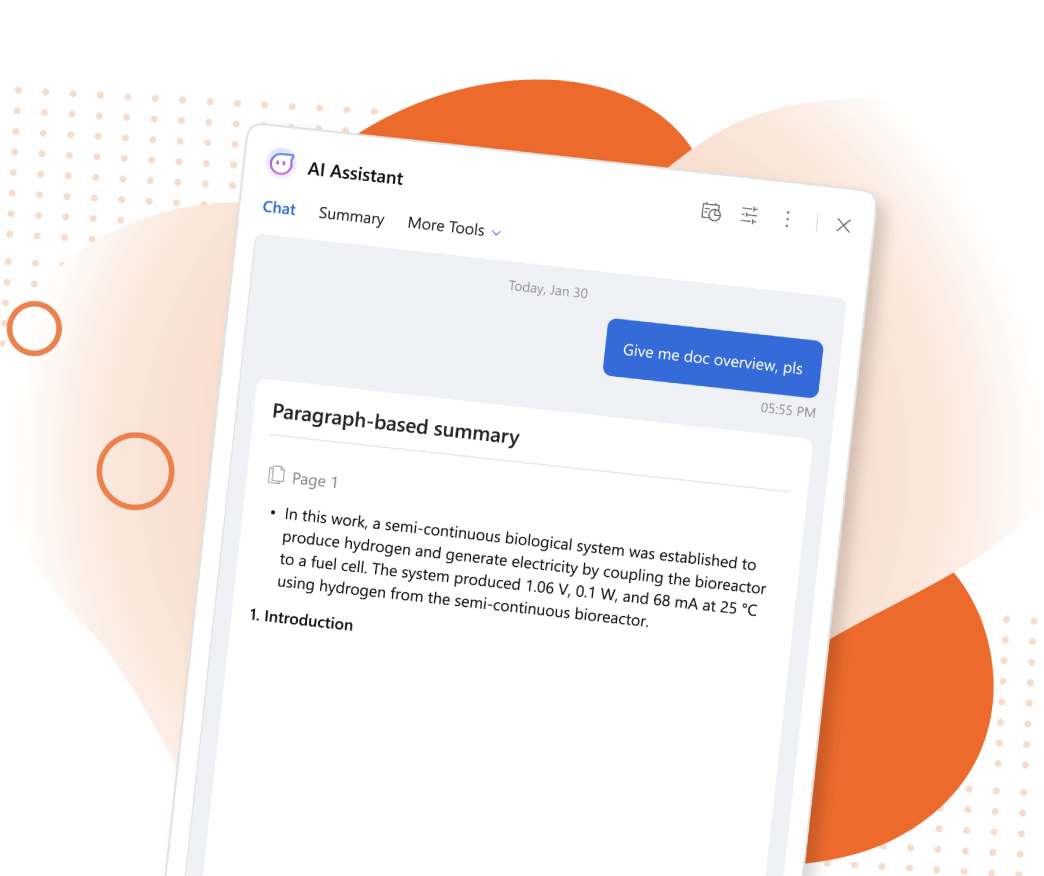 AI Assistant
Chat Summary More Tools
Today, Jan 30
Give me doc overview, pls
05:55 PM
Paragraph-based summary
Page 1
• In this work, a semi-continuous biological system was established to
produce hydrogen and generate electricity by coupling the bioreactor
to a fuel cell. The system produced 1.06 V, 0.1 W, and 68 mA at 25 °C
using hydrogen from the semi-continuous bioreactor.
1. Introduction